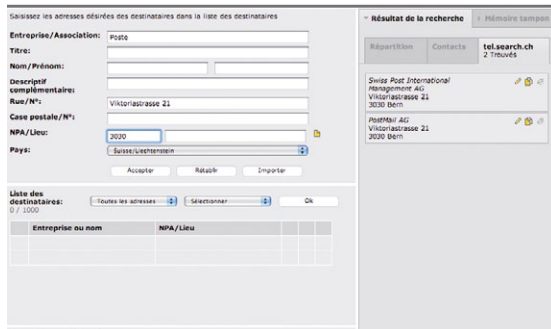 Saisissez les adresses désirées des destinataires dans la liste des destinataires
Entreprise/Association: Poste
Titre:
Nom/Prénom:
Descriptif
complémentaire:
Rue/N°: Viktoriastrasse 21
Case postale/N°:
NPA/Lieu: 3030
Pays: Suisse/Liechtenstein
Accepter Rétablir Importer
Liste des
destinataires: Toutes les adresses Sélectionner Ok
0 / 1000
Entreprise ou nom NPA/Lieu
Résultat de la recherche Mémoire tampon
Répartition Contacts tel.search.ch
2 Trouvés
Swiss Post International
Management AG
Viktoriastrasse 21
3030 Bern
PostMail AG
Viktoriastrasse 21
3030 Bern